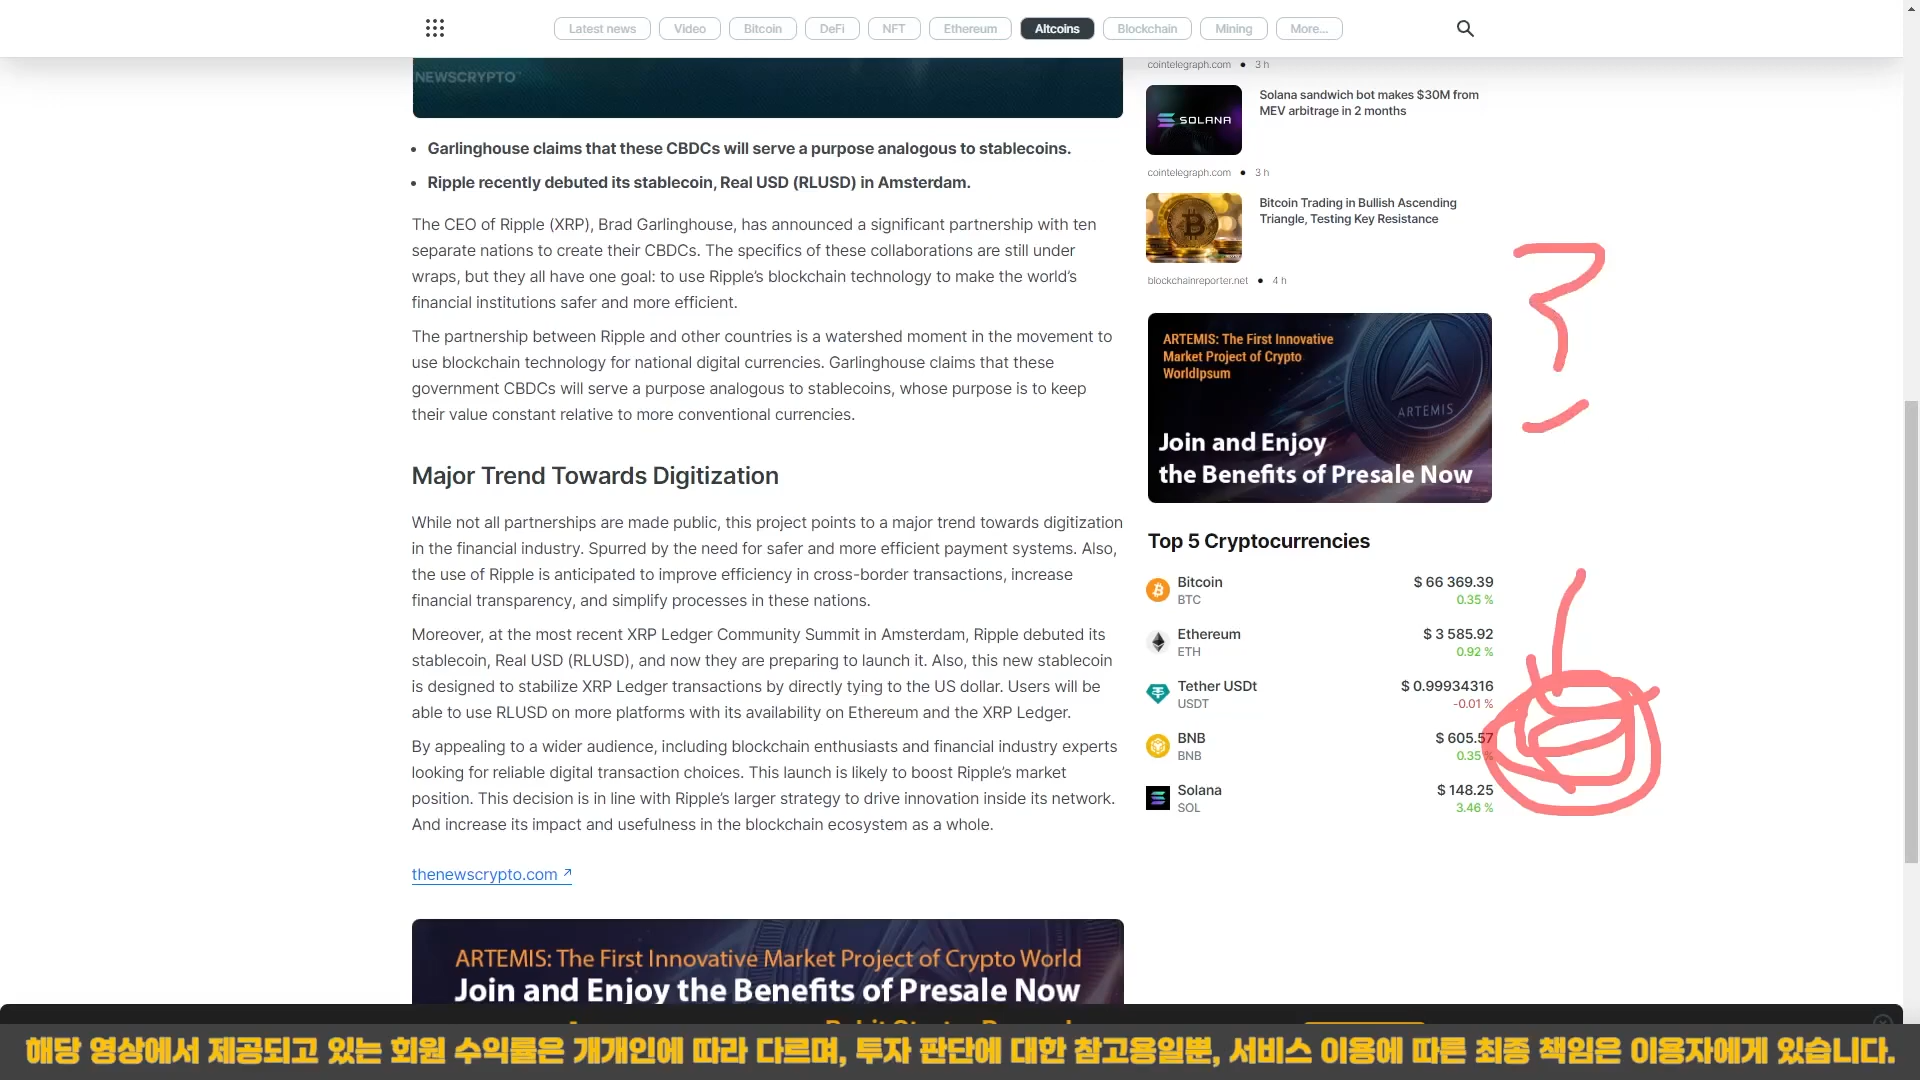 Latest news
Video
Bitcoin
DeFi
NFT
Ethereum
Altcoins
Blockchain
Mining
More...
NEWSCRYPTO
• Garlinghouse claims that these CBDCs will serve a purpose analogous to stablecoins.
• Ripple recently debuted its stablecoin, Real USD (RLUSD) in Amsterdam.
The CEO of Ripple (XRP), Brad Garlinghouse, has announced a significant partnership with ten
separate nations to create their CBDCs. The specifics of these collaborations are still under
wraps, but they all have one goal: to use Ripple’s blockchain technology to make the world’s
financial institutions safer and more efficient.
The partnership between Ripple and other countries is a watershed moment in the movement to
use blockchain technology for national digital currencies. Garlinghouse claims that these
government CBDCs will serve a purpose analogous to stablecoins, whose purpose is to keep
their value constant relative to more conventional currencies.
Major Trend Towards Digitization
While not all partnerships are made public, this project points to a major trend towards digitization
in the financial industry. Spurred by the need for safer and more efficient payment systems. Also,
the use of Ripple is anticipated to improve efficiency in cross-border transactions, increase
financial transparency, and simplify processes in these nations.
Moreover, at the most recent XRP Ledger Community Summit in Amsterdam, Ripple debuted its
stablecoin, Real USD (RLUSD), and now they are preparing to launch it. Also, this new stablecoin
is designed to stabilize XRP Ledger transactions by directly tying to the US dollar. Users will be
able to use RLUSD on more platforms with its availability on Ethereum and the XRP Ledger.
By appealing to a wider audience, including blockchain enthusiasts and financial industry experts
looking for reliable digital transaction choices. This launch is likely to boost Ripple’s market
position. This decision is in line with Ripple’s larger strategy to drive innovation inside its network.
And increase its impact and usefulness in the blockchain ecosystem as a whole.
thenewscrypto.com
ARTEMIS: The First Innovative Market Project of Crypto World
Join and Enjoy the Benefits of Presale Now
cointelegraph.com • 3 h
SOLANA
Solana sandwich bot makes $30M from
MEV arbitrage in 2 months
cointelegraph.com • 3 h
Bitcoin Trading in Bullish Ascending
Triangle, Testing Key Resistance
blockchainreporter.net • 4 h
ARTEMIS: The First Innovative
Market Project of Crypto
WorldIpsum
ARTEMIS
Join and Enjoy
the Benefits of Presale Now
Top 5 Cryptocurrencies
Bitcoin $ 66 369.39
BTC 0.35 %
Ethereum $ 3 585.92
ETH 0.92 %
Tether USDt $ 0.99934316
USDT -0.01 %
BNB $ 605.57
BNB 0.35 %
Solana $ 148.25
SOL 3.46 %
해당 영상에서 제공되고 있는 회원 수익률은 개개인에 따라 다르며, 투자 판단에 대한 참고용일뿐, 서비스 이용에 따른 최종 책임은 이용자에게 있습니다.